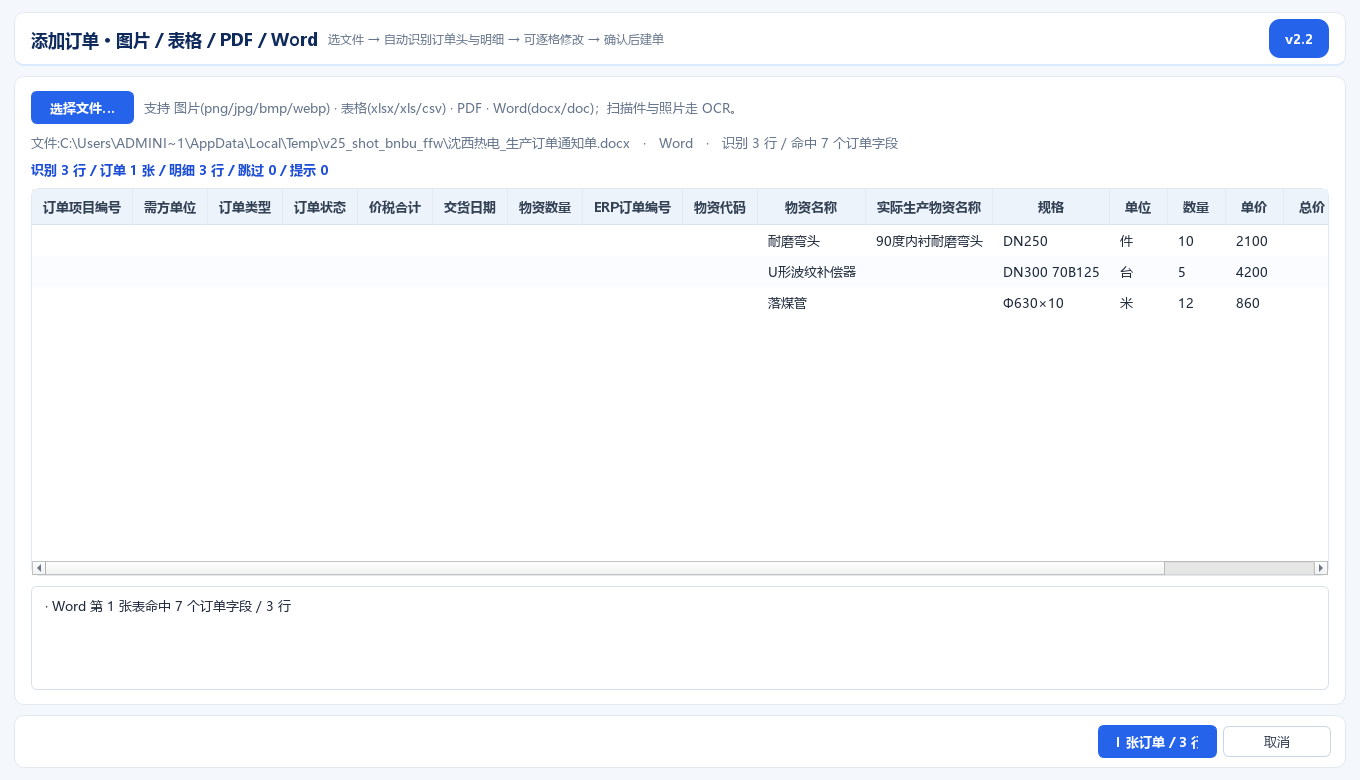 添加订单 · 图片 / 表格 / PDF / Word 选文件 → 自动识别订单头与明细 → 可逐格修改 → 确认后建单 v2.2
选择文件... 支持 图片(png/jpg/bmp/webp) · 表格(xlsx/xls/csv) · PDF · Word(docx/doc)；扫描件与照片走 OCR。
文件:C:\Users\ADMINI~1\AppData\Local\Temp\v25_shot_bnbu_ffw\沈西热电_生产订单通知单.docx · Word · 识别 3 行 / 命中 7 个订单字段
识别 3 行 / 订单 1 张 / 明细 3 行 / 跳过 0 / 提示 0
订单项目编号 需方单位 订单类型 订单状态 价税合计 交货日期 物资数量 ERP订单编号 物资代码 物资名称 实际生产物资名称 规格 单位 数量 单价 总价
耐磨弯头 90度内衬耐磨弯头 DN250 件 10 2100
U形波纹补偿器 DN300 70B125 台 5 4200
落煤管 Φ630×10 米 12 860
· Word 第 1 张表命中 7 个订单字段 / 3 行
张订单 / 3 取消